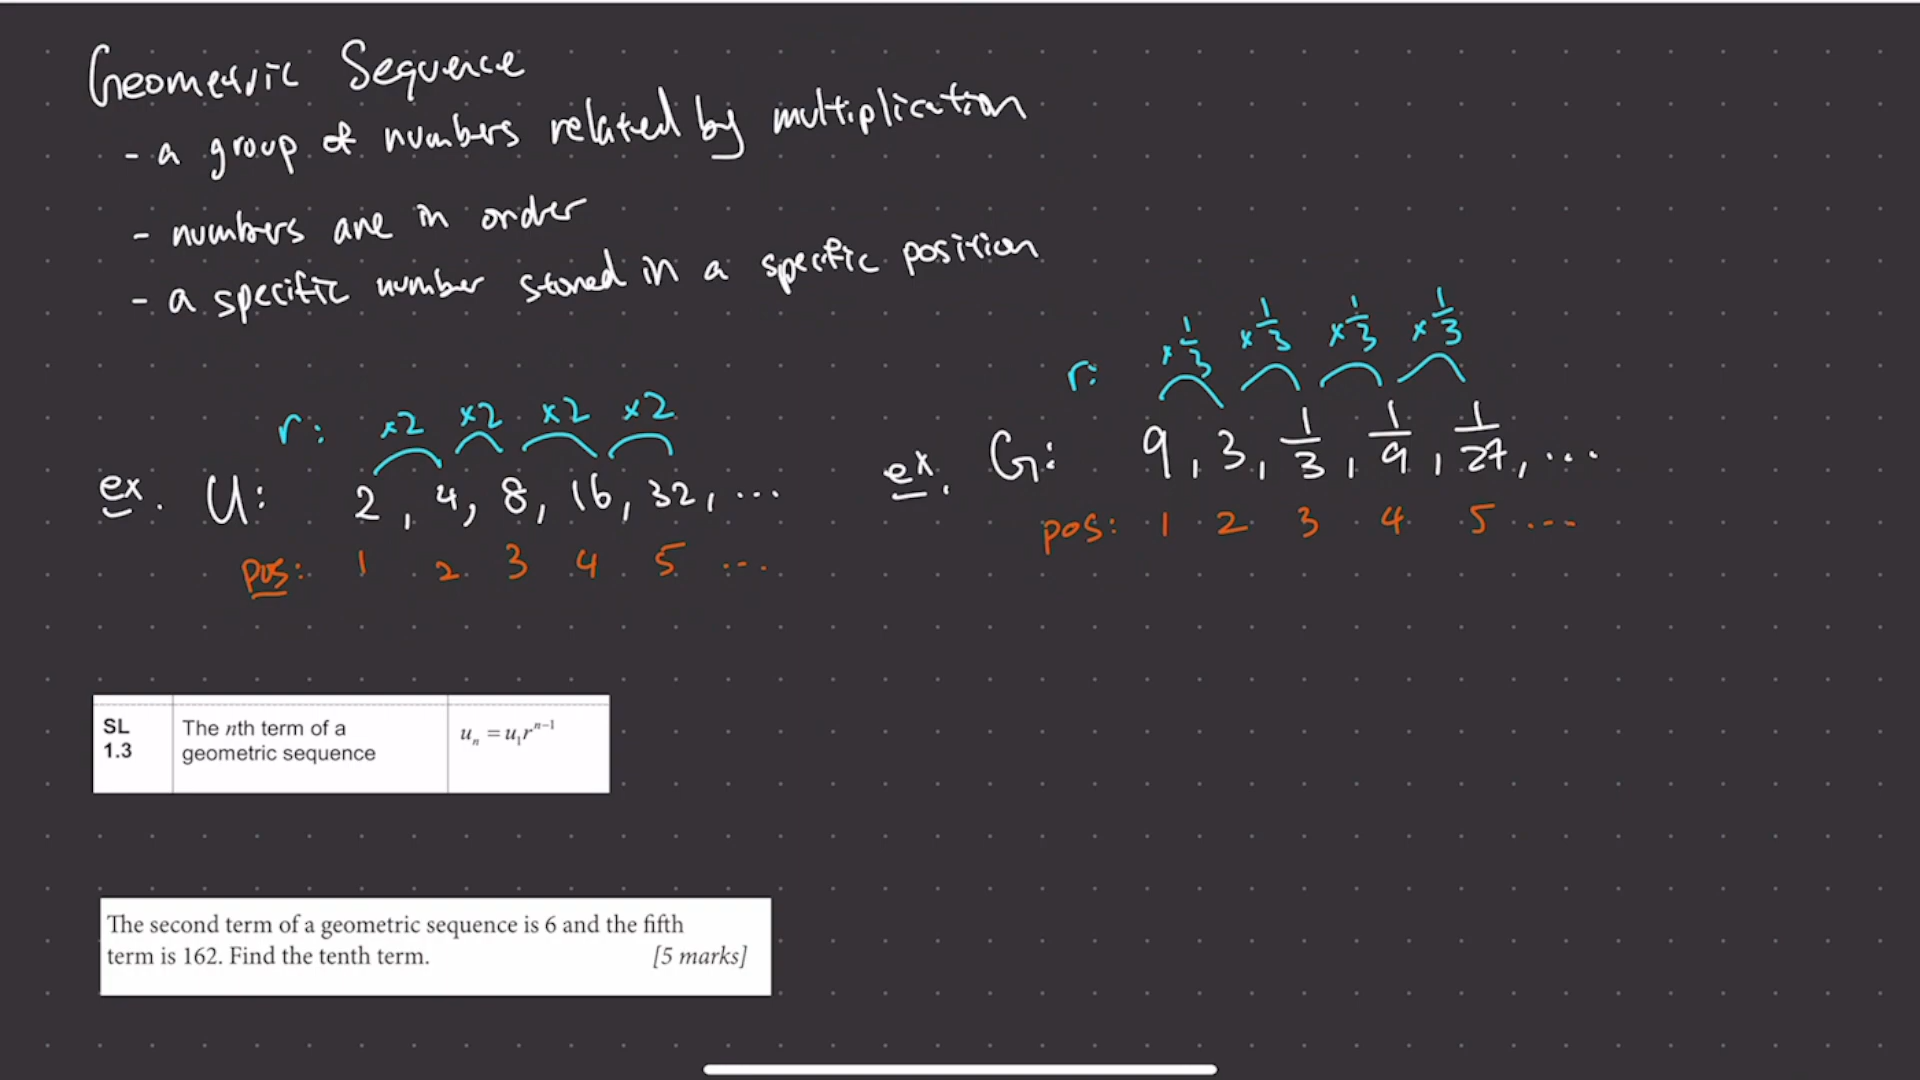 Geometric Sequence
- a group of numbers related by multiplication
- numbers are in order
- a specific number stored in a specific position
r: ×2 ×2 ×2 ×2
ex. U: 2, 4, 8, 16, 32, ...
pos: 1 2 3 4 5 ...
r: ×1/3 ×1/3 ×1/3 ×1/3
ex. G: 9, 3, 1/3, 1/9, 1/27, ...
pos: 1 2 3 4 5 ...
SL 1.3
The nth term of a
geometric sequence
uₙ = u₁rⁿ⁻¹
The second term of a geometric sequence is 6 and the fifth
term is 162. Find the tenth term. [5 marks]